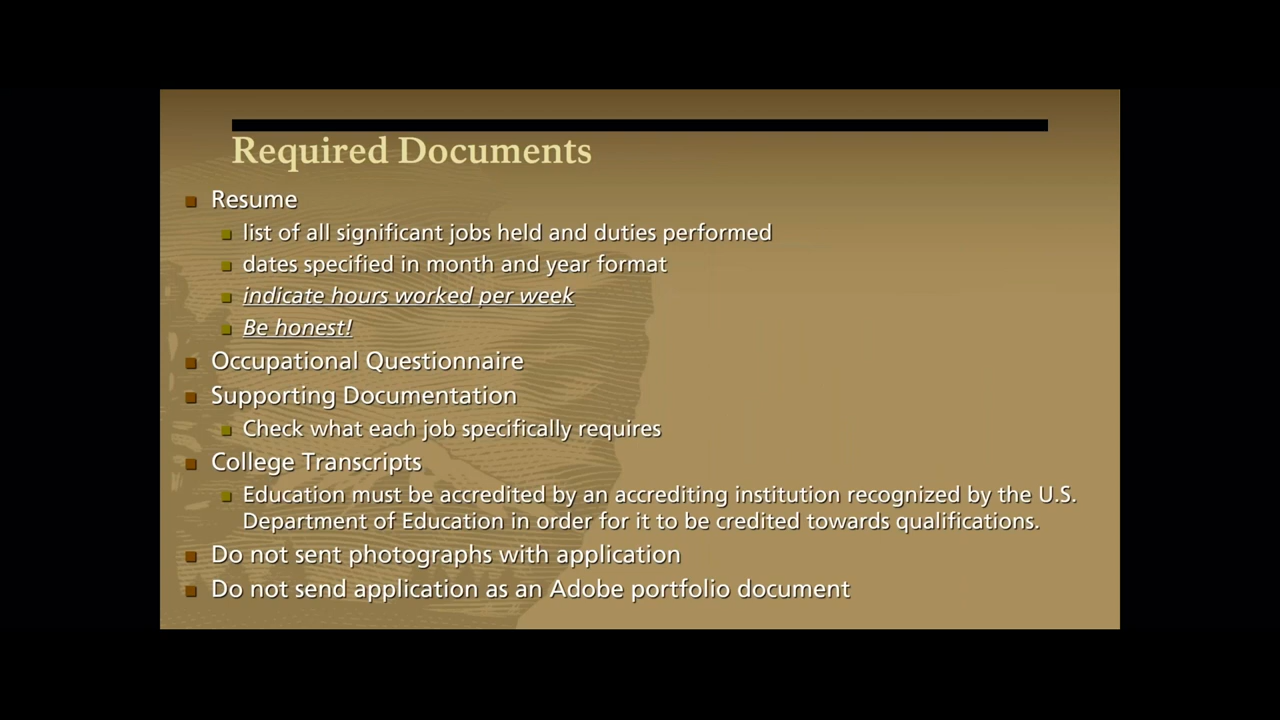 Required Documents
Resume
list of all significant jobs held and duties performed
dates specified in month and year format
indicate hours worked per week
Be honest!
Occupational Questionnaire
Supporting Documentation
Check what each job specifically requires
College Transcripts
Education must be accredited by an accrediting institution recognized by the U.S.
Department of Education in order for it to be credited towards qualifications.
Do not sent photographs with application
Do not send application as an Adobe portfolio document